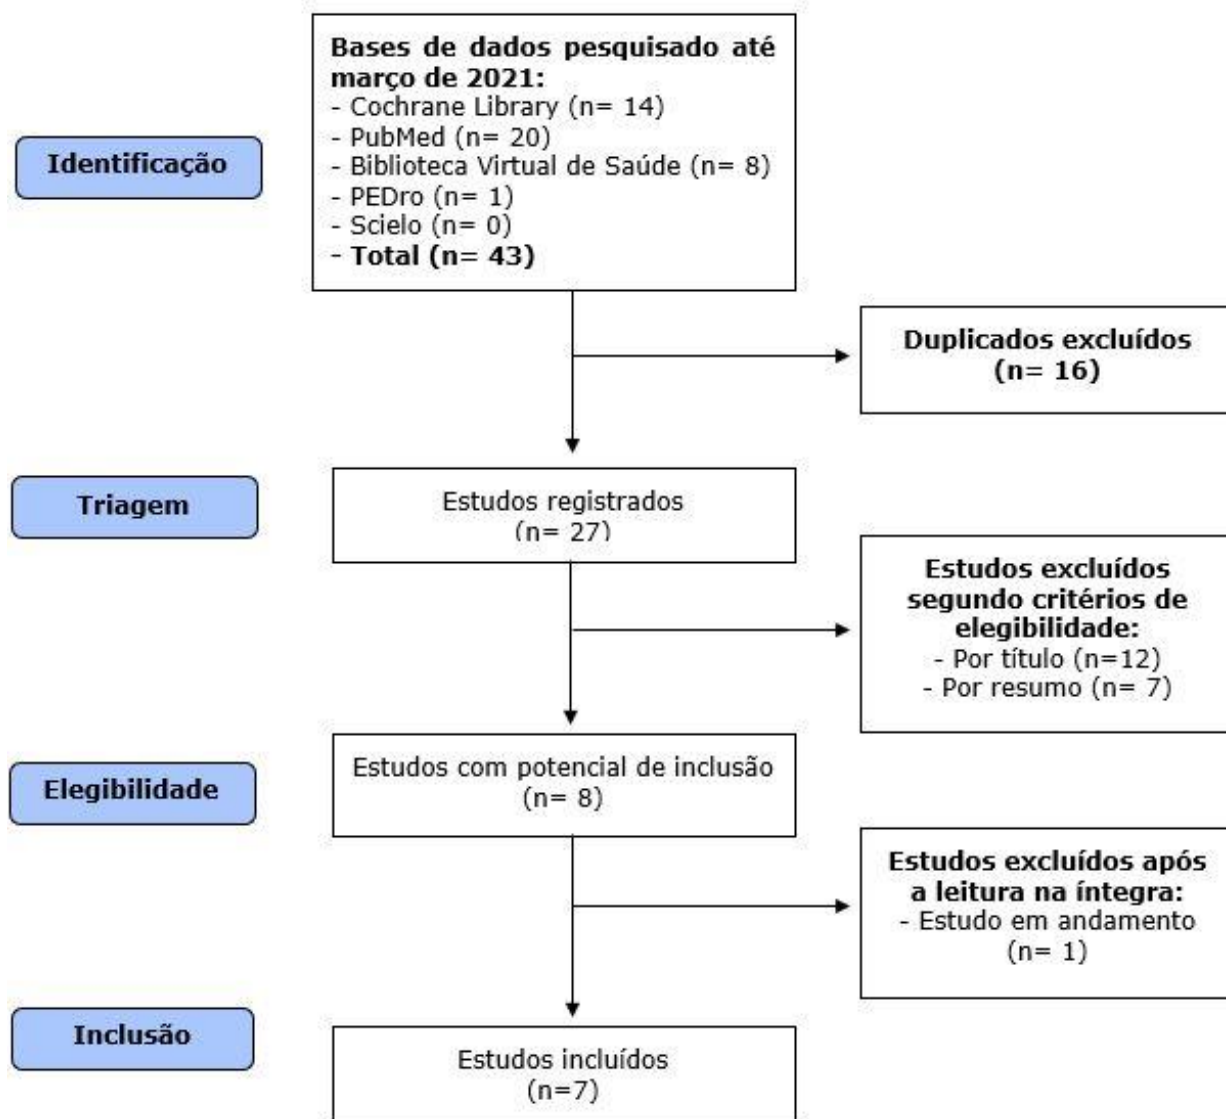 Bases de dados pesquisado até
março de 2021:
- Cochrane Library (n= 14)
- PubMed (n= 20)
- Biblioteca Virtual de Saúde (n= 8)
- PEDro (n= 1)
- Scielo (n= 0)
- Total (n= 43)
Identificação
Duplicados excluídos
(n= 16)
Triagem
Estudos registrados
(n= 27)
Estudos excluídos
segundo critérios de
elegibilidade:
- Por título (n=12)
- Por resumo (n= 7)
Elegibilidade
Estudos com potencial de inclusão
(n= 8)
Estudos excluídos após
a leitura na íntegra:
- Estudo em andamento
(n= 1)
Inclusão
Estudos incluídos
(n=7)